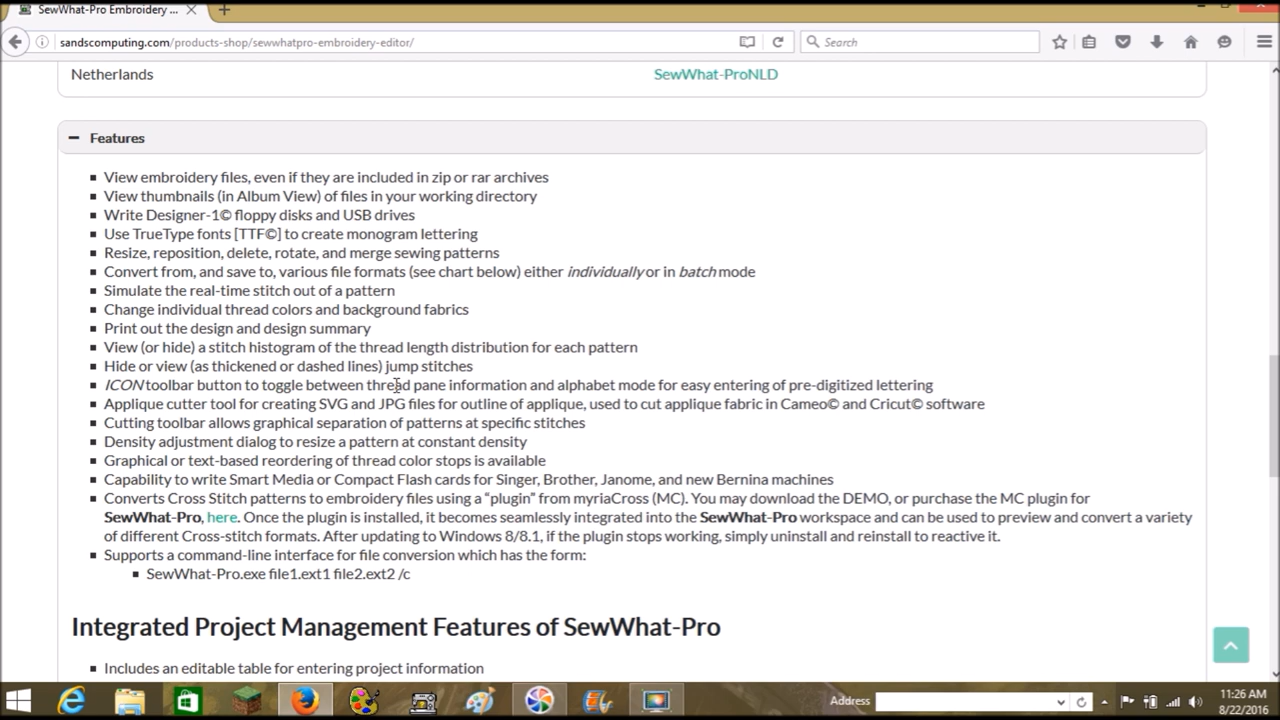 SewWhat-Pro Embroidery ...
sandscomputing.com/products-shop/sewwhatpro-embroidery-editor/
Search
Netherlands
SewWhat-ProNLD
Features
View embroidery files, even if they are included in zip or rar archives
View thumbnails (in Album View) of files in your working directory
Write Designer-1© floppy disks and USB drives
Use TrueType fonts [TTF©] to create monogram lettering
Resize, reposition, delete, rotate, and merge sewing patterns
Convert from, and save to, various file formats (see chart below) either individually or in batch mode
Simulate the real-time stitch out of a pattern
Change individual thread colors and background fabrics
Print out the design and design summary
View (or hide) a stitch histogram of the thread length distribution for each pattern
Hide or view (as thickened or dashed lines) jump stitches
ICON toolbar button to toggle between thread pane information and alphabet mode for easy entering of pre-digitized lettering
Applique cutter tool for creating SVG and JPG files for outline of applique, used to cut applique fabric in Cameo© and Cricut© software
Cutting toolbar allows graphical separation of patterns at specific stitches
Density adjustment dialog to resize a pattern at constant density
Graphical or text-based reordering of thread color stops is available
Capability to write Smart Media or Compact Flash cards for Singer, Brother, Janome, and new Bernina machines
Converts Cross Stitch patterns to embroidery files using a “plugin” from myriaCross (MC). You may download the DEMO, or purchase the MC plugin for
SewWhat-Pro, here. Once the plugin is installed, it becomes seamlessly integrated into the SewWhat-Pro workspace and can be used to preview and convert a variety
of different Cross-stitch formats. After updating to Windows 8/8.1, if the plugin stops working, simply uninstall and reinstall to reactive it.
Supports a command-line interface for file conversion which has the form:
SewWhat-Pro.exe file1.ext1 file2.ext2 /c
Integrated Project Management Features of SewWhat-Pro
Includes an editable table for entering project information
Address
11:26 AM
8/22/2016